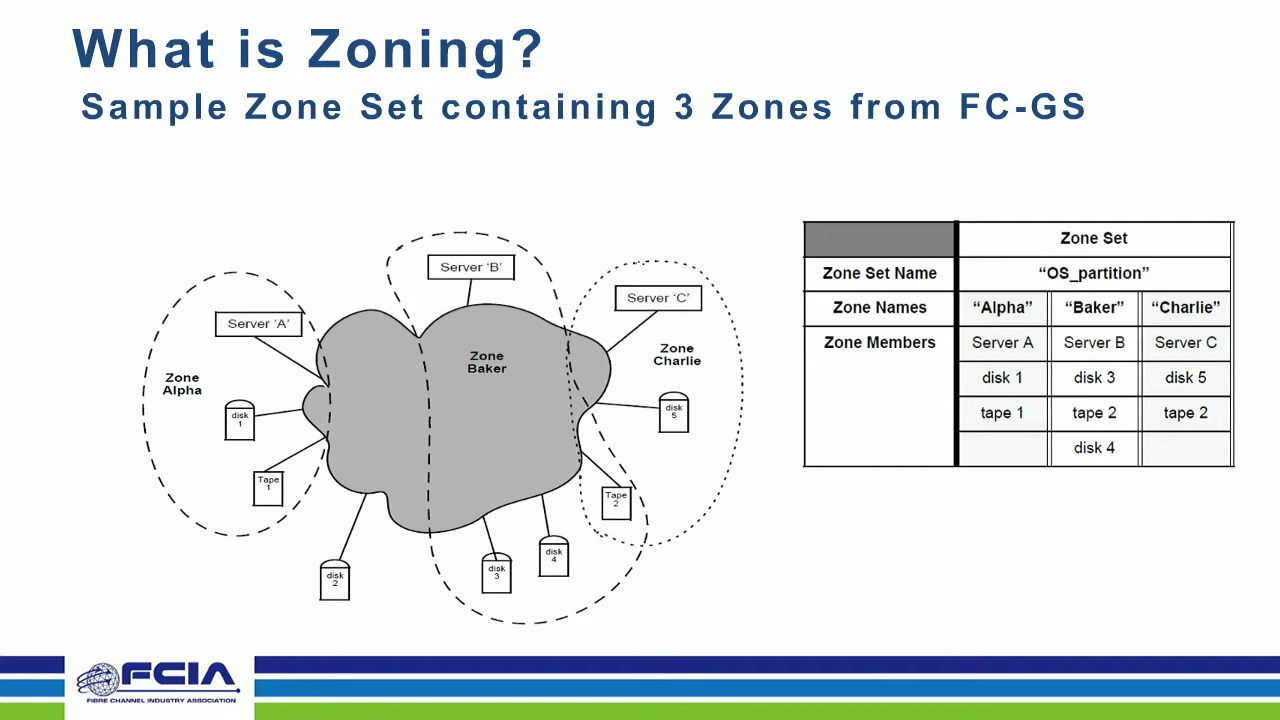 What is Zoning?
Sample Zone Set containing 3 Zones from FC-GS
Server 'B'
Server 'C'
Server 'A'
Zone
Baker
Zone
Charlie
Zone
Alpha
disk
1
disk
5
Tape
1
Tape
2
disk
2
disk
3
disk
4
Zone Set
Zone Set Name “OS_partition”
Zone Names “Alpha” “Baker” “Charlie”
Zone Members Server A Server B Server C
disk 1 disk 3 disk 5
tape 1 tape 2 tape 2
disk 4
FCIA
FIBRE CHANNEL INDUSTRY ASSOCIATION